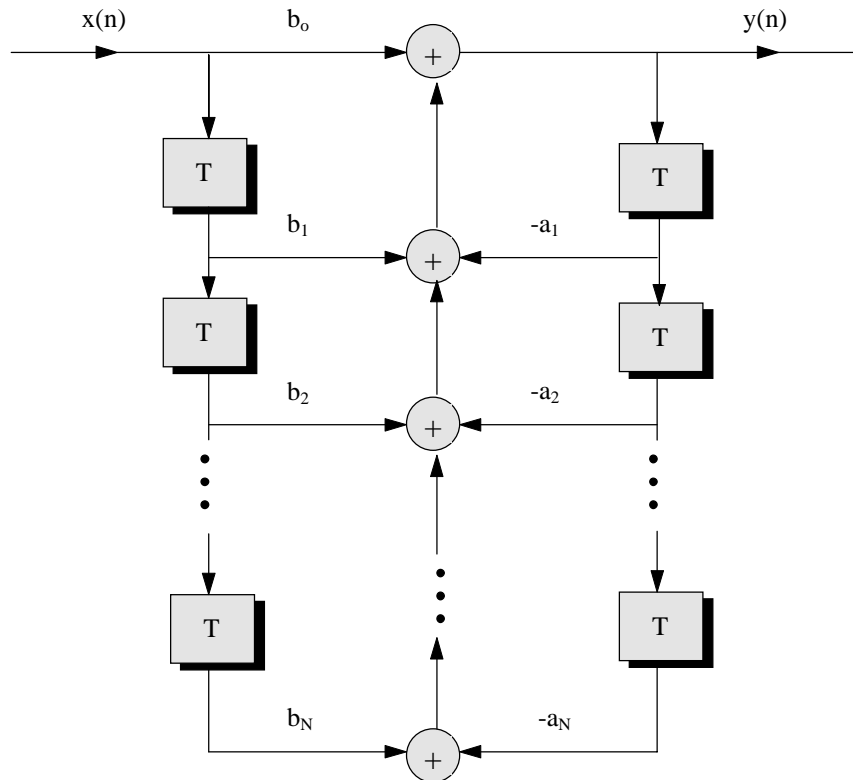 x(n) b₀ y(n)
+
T T
b₁ -a₁
+
T T
b₂ -a₂
+
T T
b_N -a_N
+